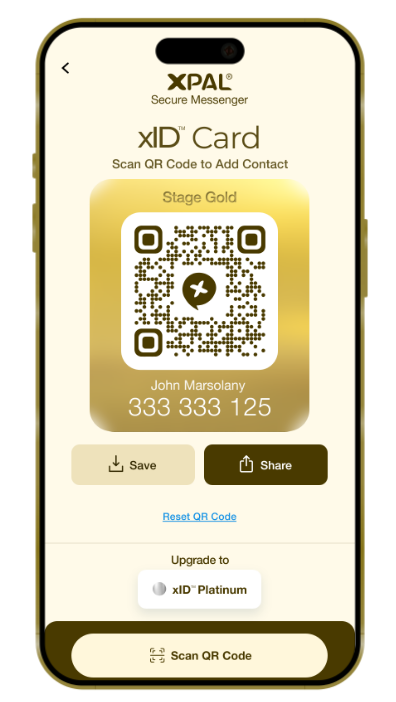 XPAL®
Secure Messenger
xID™ Card
Scan QR Code to Add Contact
Stage Gold
John Marsolany
333 333 125
Save
Share
Reset QR Code
Upgrade to
xID™ Platinum
Scan QR Code